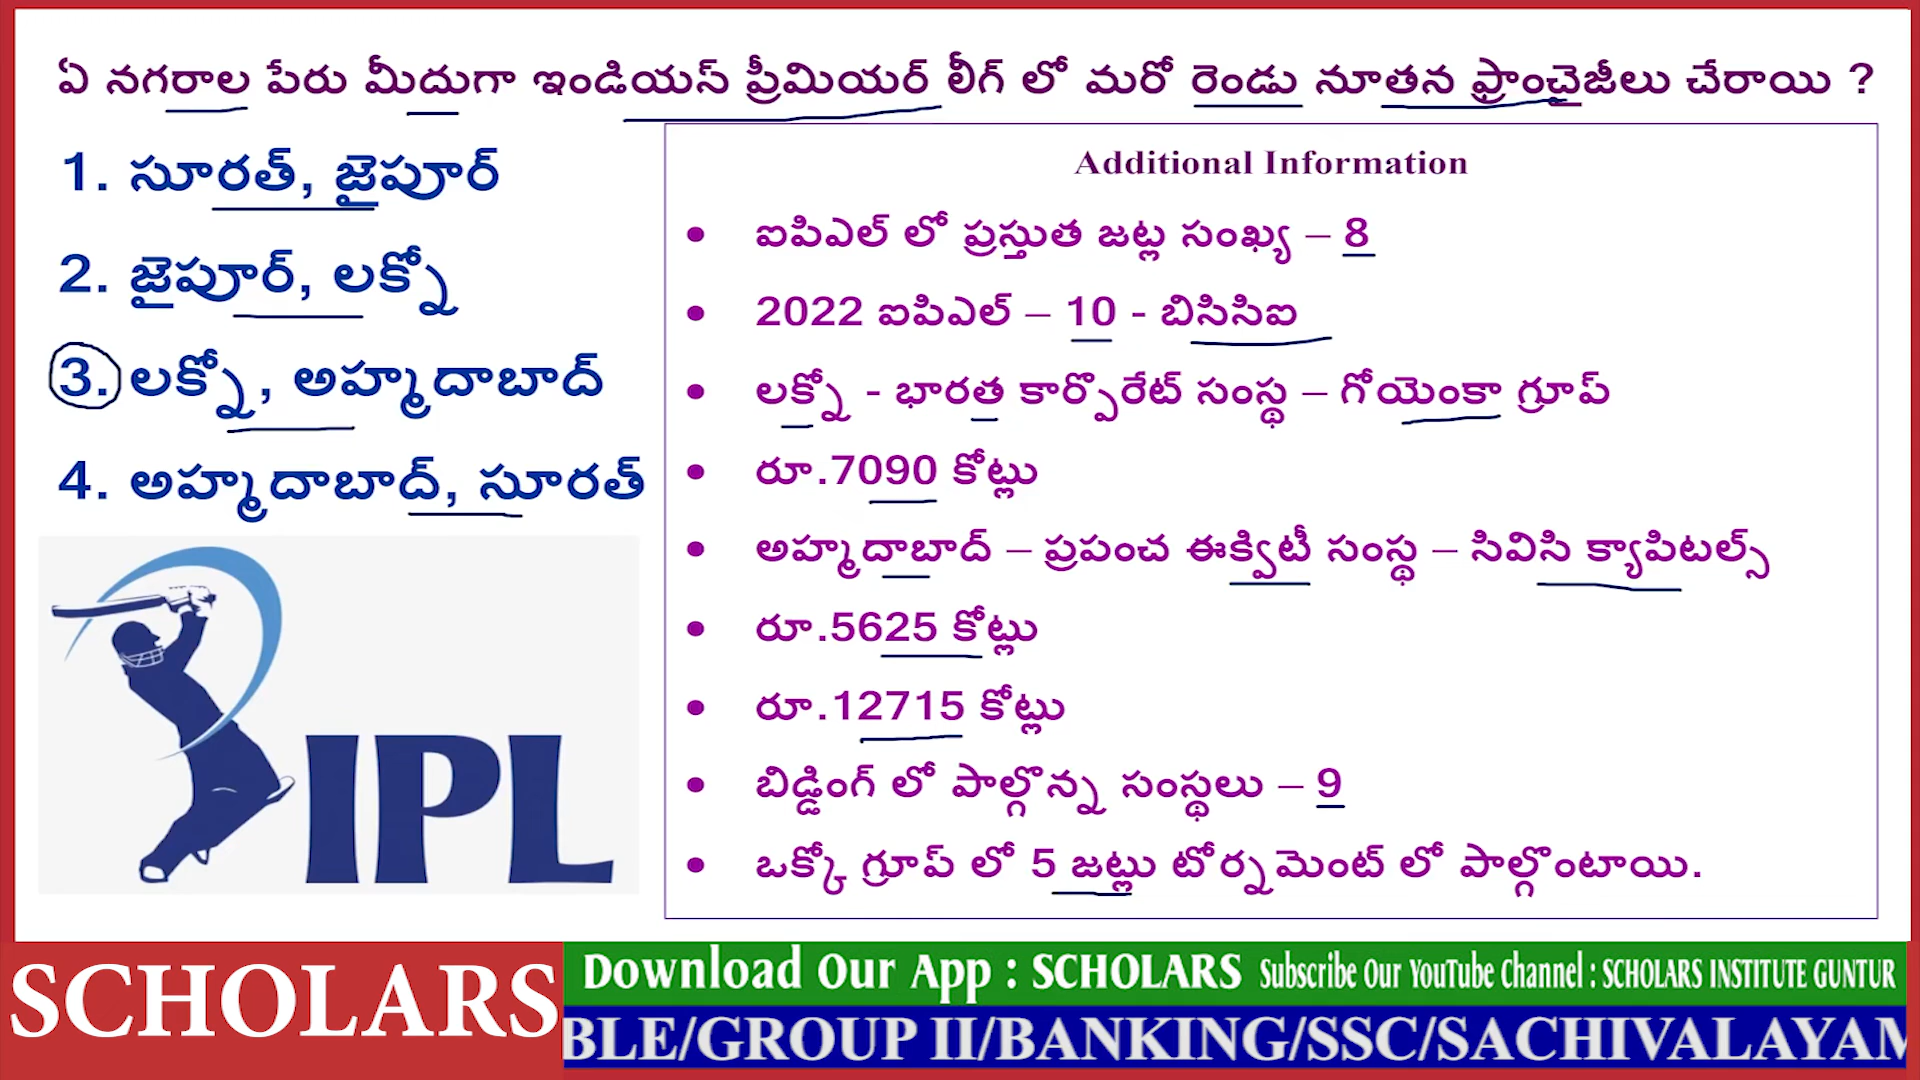 ఏ నగరాల పేరు మీదుగా ఇండియస్ ప్రీమియర్ లీగ్ లో మరో రెండు నూతన ఫ్రాంచైజీలు చేరాయి ?
1. సూరత్, జైపూర్
2. జైపూర్, లక్నో
3. లక్నో, అహ్మదాబాద్
4. అహ్మదాబాద్, సూరత్
IPL
Additional Information
• ఐపిఎల్ లో ప్రస్తుత జట్ల సంఖ్య – 8
• 2022 ఐపిఎల్ – 10 - బిసిసిఐ
• లక్నో - భారత కార్పొరేట్ సంస్థ – గోయెంకా గ్రూప్
• రూ.7090 కోట్లు
• అహ్మదాబాద్ – ప్రపంచ ఈక్విటీ సంస్థ – సివిసి క్యాపిటల్స్
• రూ.5625 కోట్లు
• రూ.12715 కోట్లు
• బిడ్డింగ్ లో పాల్గొన్న సంస్థలు – 9
• ఒక్కో గ్రూప్ లో 5 జట్లు టోర్నమెంట్ లో పాల్గొంటాయి.
SCHOLARS
Download Our App : SCHOLARS Subscribe Our YouTube Channel : SCHOLARS INSTITUTE GUNTUR
BLE/GROUP II/BANKING/SSC/SACHIVALAYAM